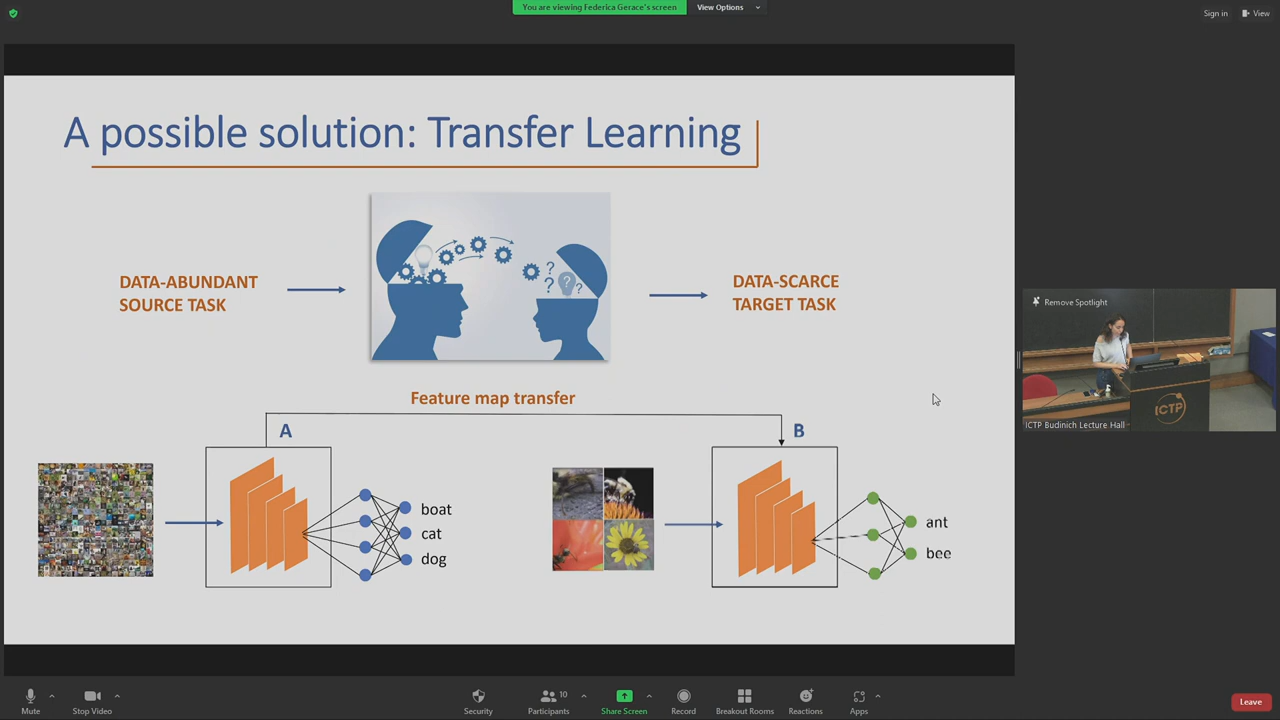 You are viewing Federica Gerace's screen
View Options
Sign in
View
A possible solution: Transfer Learning
DATA-ABUNDANT
SOURCE TASK
DATA-SCARCE
TARGET TASK
Feature map transfer
A
B
boat
cat
dog
ant
bee
Remove Spotlight
ICTP
ICTP Budinich Lecture Hall
Mute
Stop Video
Security
Participants
10
Share Screen
Record
Breakout Rooms
Reactions
Apps
Leave